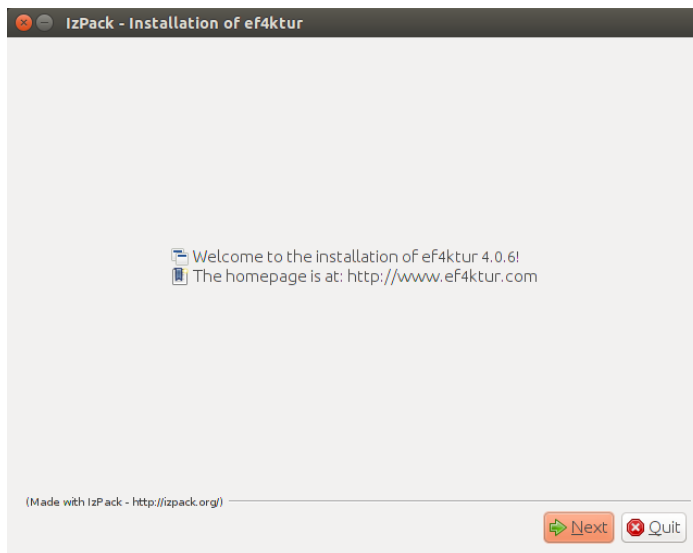 IzPack - Installation of ef4ktur
Welcome to the installation of ef4ktur 4.0.6!
The homepage is at: http://www.ef4ktur.com
(Made with IzPack - http://izpack.org/)
Next
Quit